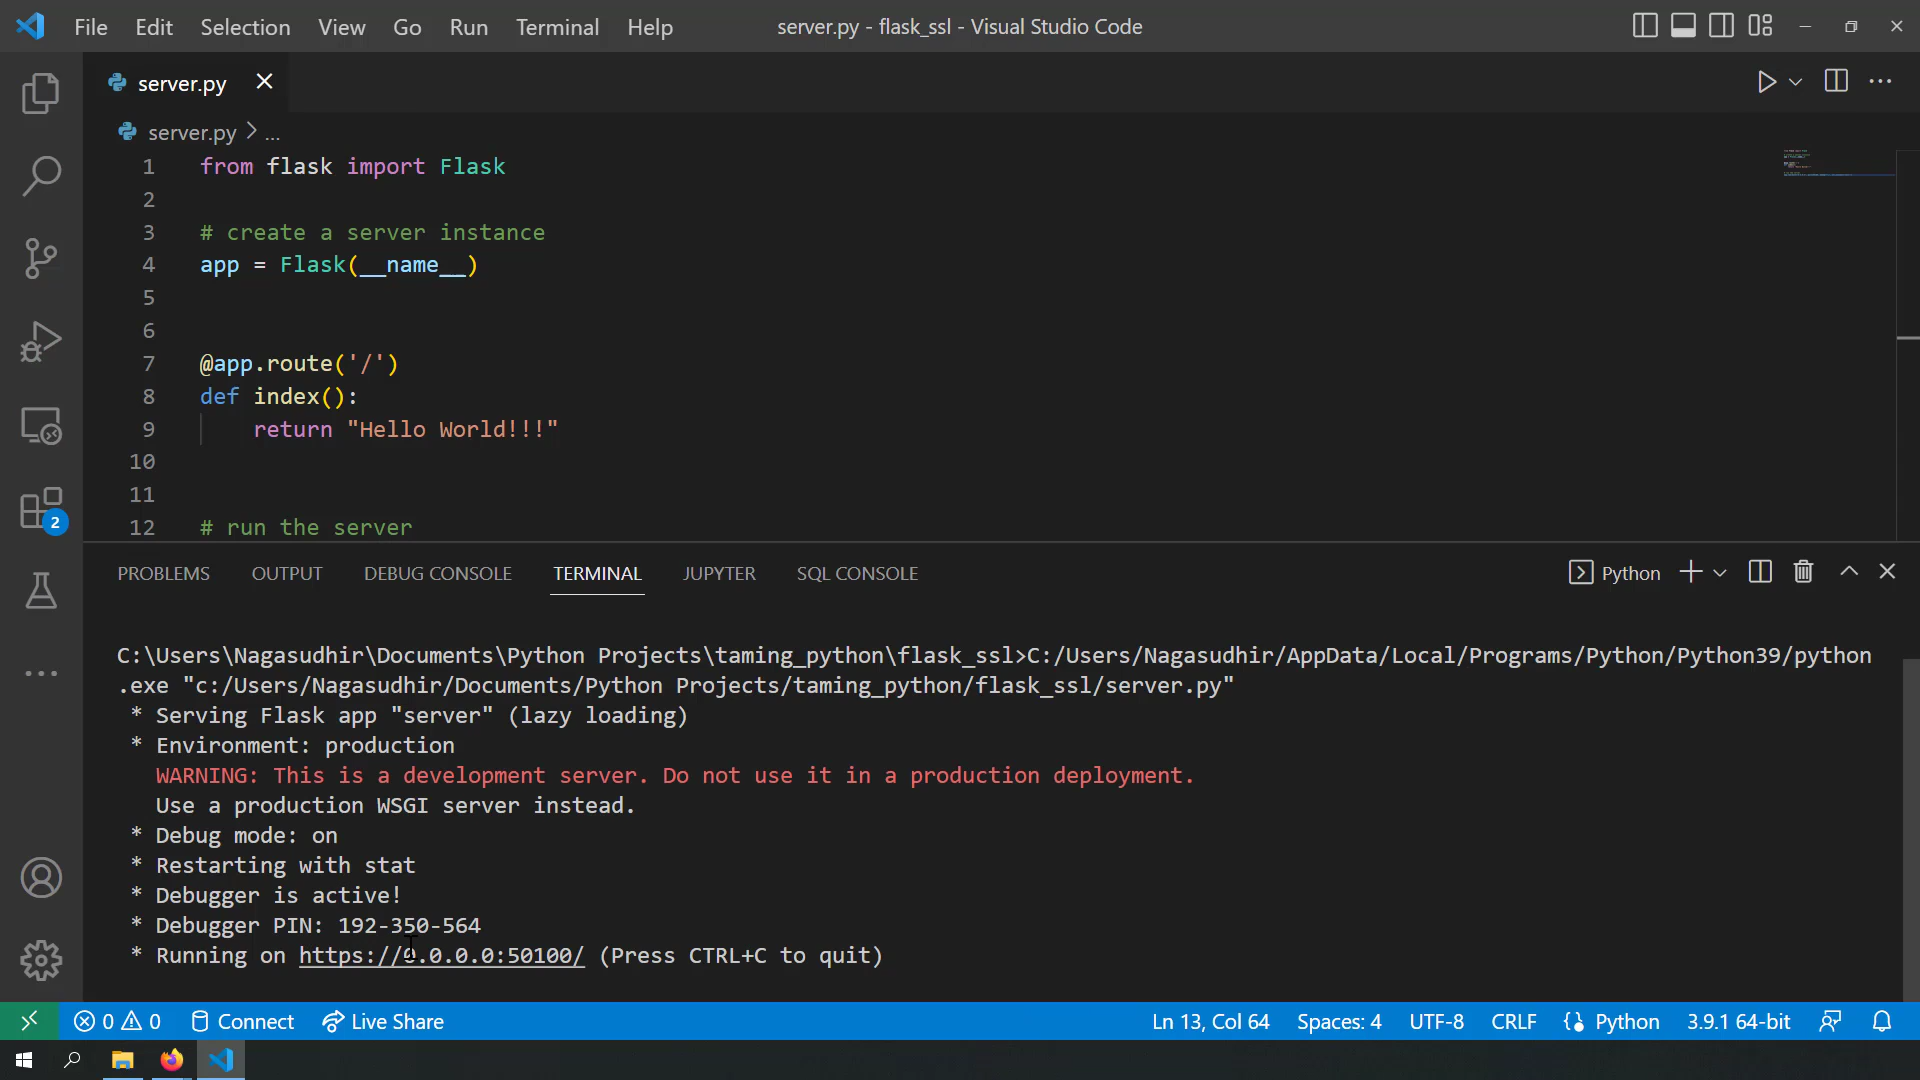 File Edit Selection View Go Run Terminal Help server.py - flask_ssl - Visual Studio Code
server.py
server.py > ...
1 from flask import Flask
2
3 # create a server instance
4 app = Flask(__name__)
5
6
7 @app.route('/')
8 def index():
9 return "Hello World!!!"
10
11
12 # run the server
PROBLEMS OUTPUT DEBUG CONSOLE TERMINAL JUPYTER SQL CONSOLE Python
C:\Users\Nagasudhir\Documents\Python Projects\taming_python\flask_ssl>C:/Users/Nagasudhir/AppData/Local/Programs/Python/Python39/python
.exe "c:/Users/Nagasudhir/Documents/Python Projects/taming_python/flask_ssl/server.py"
* Serving Flask app "server" (lazy loading)
* Environment: production
WARNING: This is a development server. Do not use it in a production deployment.
Use a production WSGI server instead.
* Debug mode: on
* Restarting with stat
* Debugger is active!
* Debugger PIN: 192-350-564
* Running on https://0.0.0.0:50100/ (Press CTRL+C to quit)
2
0 0 Connect Live Share Ln 13, Col 64 Spaces: 4 UTF-8 CRLF Python 3.9.1 64-bit